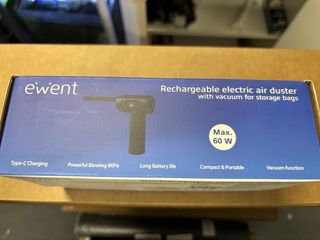 ewent
Rechargeable electric air duster
with vacuum for storage bags
Max.
60 W
Type-C Charging
Powerful Blowing 8KPa
Long Battery life
Compact & Portable
Vacuum function